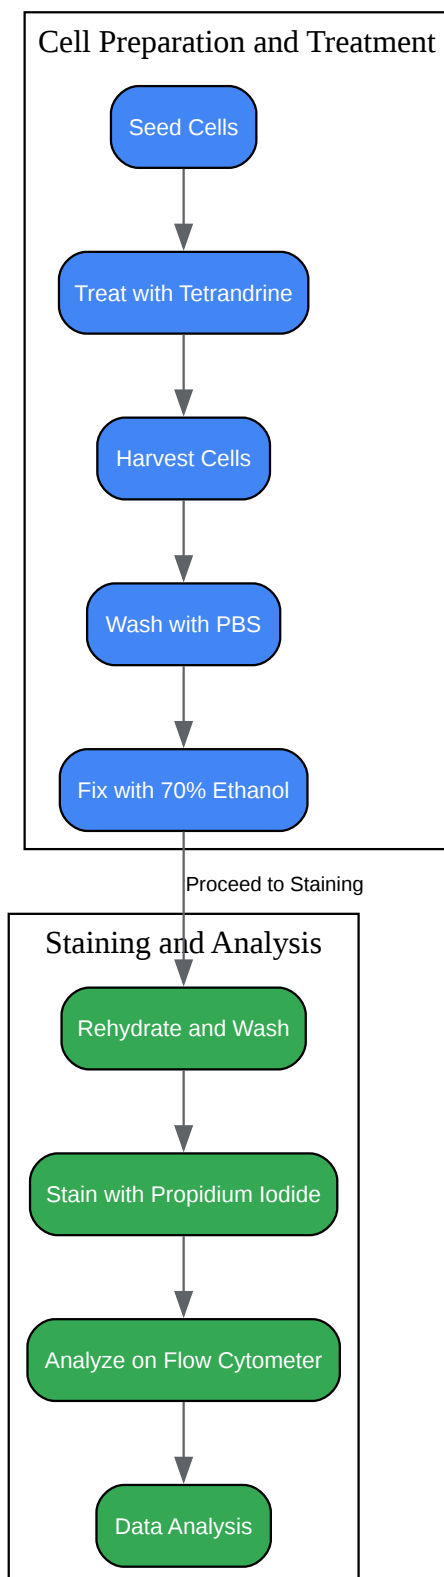 Cell Preparation and Treatment
Seed Cells
Treat with Tetrandrine
Harvest Cells
Wash with PBS
Fix with 70% Ethanol
Proceed to Staining
Staining and Analysis
Rehydrate and Wash
Stain with Propidium Iodide
Analyze on Flow Cytometer
Data Analysis